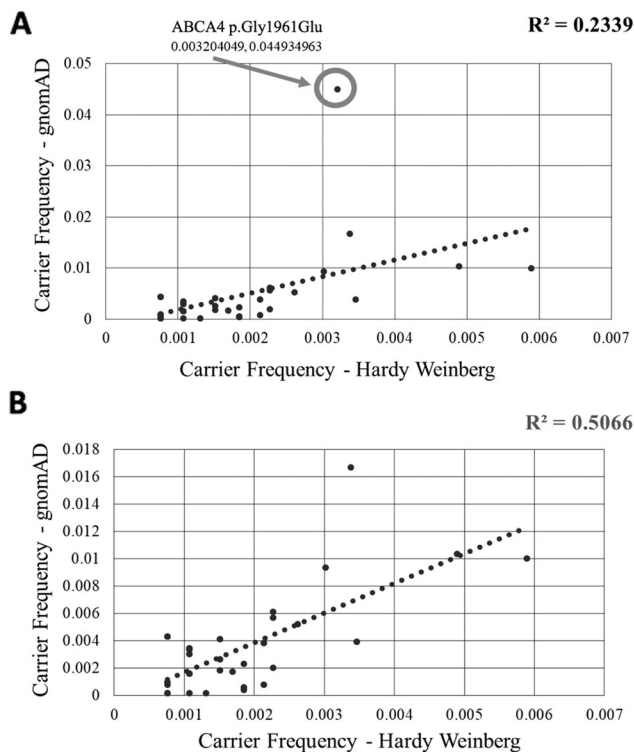 A
ABCA4 p.Gly1961Glu
0.003204049, 0.044934963
R² = 0.2339
Carrier Frequency - gnomAD
0.05
0.04
0.03
0.02
0.01
0
0 0.001 0.002 0.003 0.004 0.005 0.006 0.007
Carrier Frequency - Hardy Weinberg
B
R² = 0.5066
Carrier Frequency - gnomAD
0.018
0.016
0.014
0.012
0.01
0.008
0.006
0.004
0.002
0
0 0.001 0.002 0.003 0.004 0.005 0.006 0.007
Carrier Frequency - Hardy Weinberg